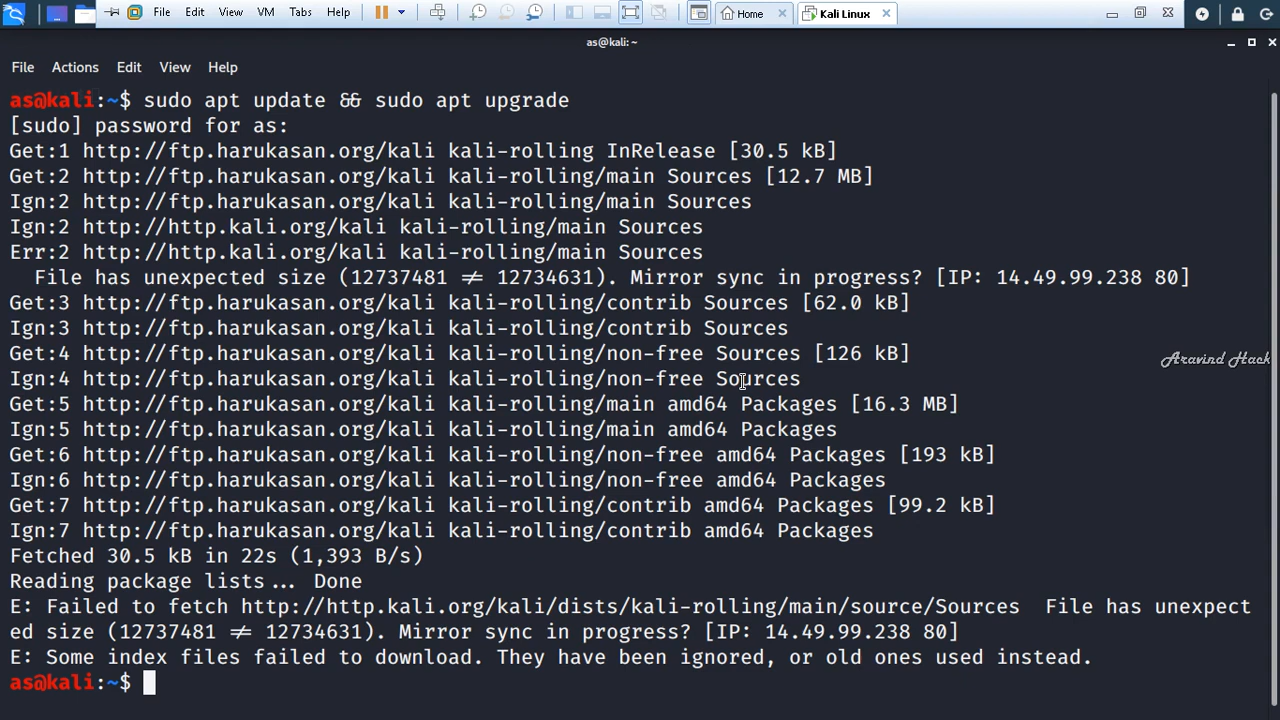 File Edit View VM Tabs Help Home Kali Linux
as@kali: ~
File Actions Edit View Help
as@kali:~$ sudo apt update && sudo apt upgrade
[sudo] password for as:
Get:1 http://ftp.harukasan.org/kali kali-rolling InRelease [30.5 kB]
Get:2 http://ftp.harukasan.org/kali kali-rolling/main Sources [12.7 MB]
Ign:2 http://ftp.harukasan.org/kali kali-rolling/main Sources
Ign:2 http://http.kali.org/kali kali-rolling/main Sources
Err:2 http://http.kali.org/kali kali-rolling/main Sources
File has unexpected size (12737481 ≠ 12734631). Mirror sync in progress? [IP: 14.49.99.238 80]
Get:3 http://ftp.harukasan.org/kali kali-rolling/contrib Sources [62.0 kB]
Ign:3 http://ftp.harukasan.org/kali kali-rolling/contrib Sources
Get:4 http://ftp.harukasan.org/kali kali-rolling/non-free Sources [126 kB]
Aravind Hack
Ign:4 http://ftp.harukasan.org/kali kali-rolling/non-free Sources
Get:5 http://ftp.harukasan.org/kali kali-rolling/main amd64 Packages [16.3 MB]
Ign:5 http://ftp.harukasan.org/kali kali-rolling/main amd64 Packages
Get:6 http://ftp.harukasan.org/kali kali-rolling/non-free amd64 Packages [193 kB]
Ign:6 http://ftp.harukasan.org/kali kali-rolling/non-free amd64 Packages
Get:7 http://ftp.harukasan.org/kali kali-rolling/contrib amd64 Packages [99.2 kB]
Ign:7 http://ftp.harukasan.org/kali kali-rolling/contrib amd64 Packages
Fetched 30.5 kB in 22s (1,393 B/s)
Reading package lists... Done
E: Failed to fetch http://http.kali.org/kali/dists/kali-rolling/main/source/Sources  File has unexpect
ed size (12737481 ≠ 12734631). Mirror sync in progress? [IP: 14.49.99.238 80]
E: Some index files failed to download. They have been ignored, or old ones used instead.
as@kali:~$